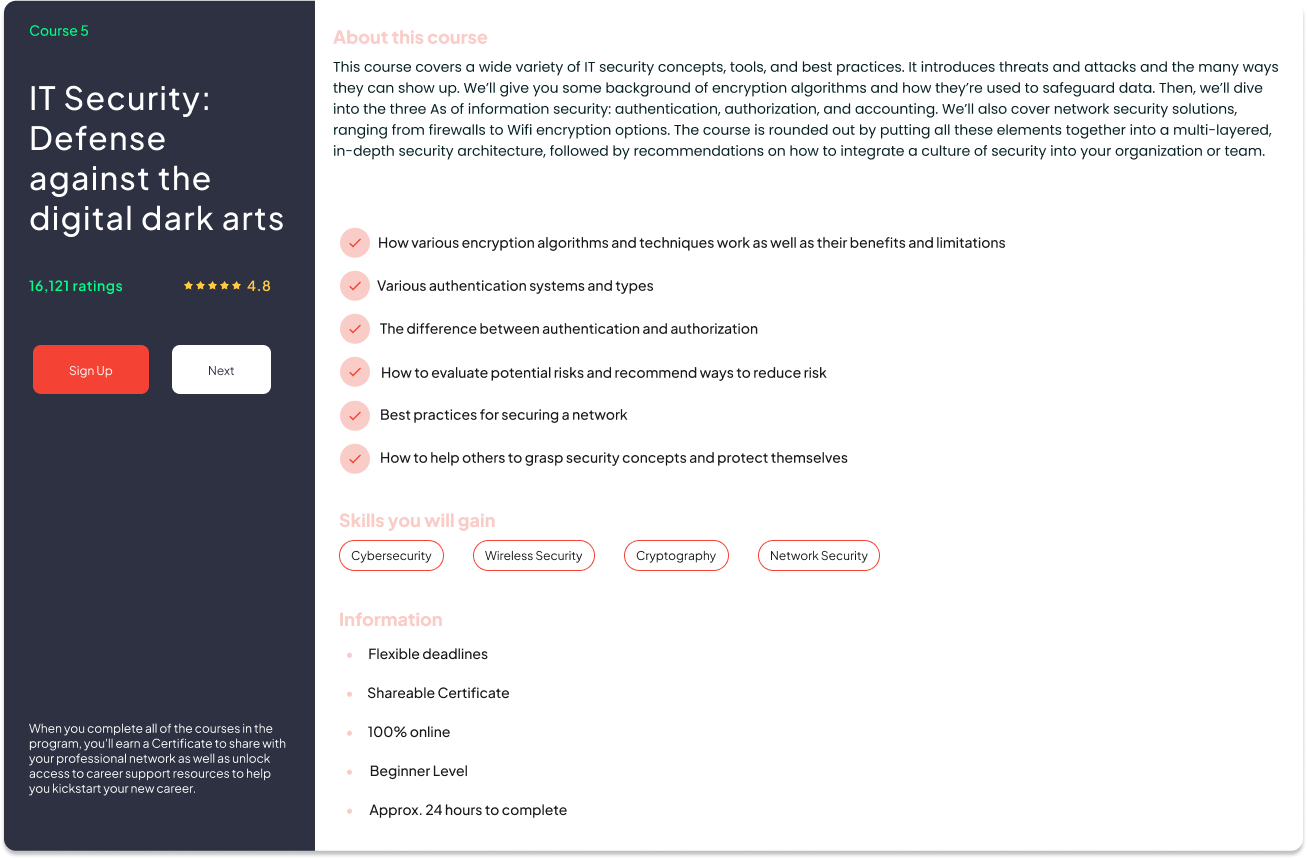 Course 5
IT Security:
Defense
against the
digital dark arts
16,121 ratings
4.8
Sign Up
Next
When you complete all of the courses in the
program, you'll earn a Certificate to share with
your professional network as well as unlock
access to career support resources to help
you kickstart your new career.
About this course
This course covers a wide variety of IT security concepts, tools, and best practices. It introduces threats and attacks and the many ways
they can show up. We’ll give you some background of encryption algorithms and how they’re used to safeguard data. Then, we’ll dive
into the three As of information security: authentication, authorization, and accounting. We’ll also cover network security solutions,
ranging from firewalls to Wifi encryption options. The course is rounded out by putting all these elements together into a multi-layered,
in-depth security architecture, followed by recommendations on how to integrate a culture of security into your organization or team.
How various encryption algorithms and techniques work as well as their benefits and limitations
Various authentication systems and types
The difference between authentication and authorization
How to evaluate potential risks and recommend ways to reduce risk
Best practices for securing a network
How to help others to grasp security concepts and protect themselves
Skills you will gain
Cybersecurity
Wireless Security
Cryptography
Network Security
Information
Flexible deadlines
Shareable Certificate
100% online
Beginner Level
Approx. 24 hours to complete